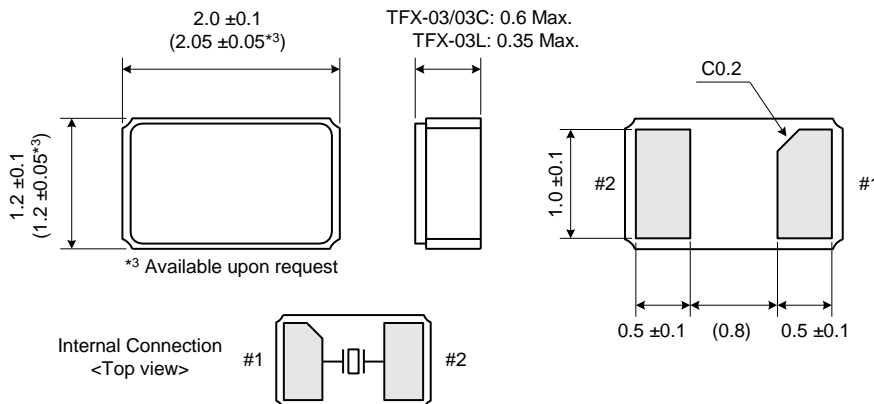 2.0 ±0.1
(2.05 ±0.05*3)
TFX-03/03C: 0.6 Max.
TFX-03L: 0.35 Max.
C0.2
1.2 ±0.1
(1.2 ±0.05*3)
1.0 ±0.1
#2
#1
*3 Available upon request
0.5 ±0.1
(0.8)
0.5 ±0.1
Internal Connection
<Top view>
#1
#2